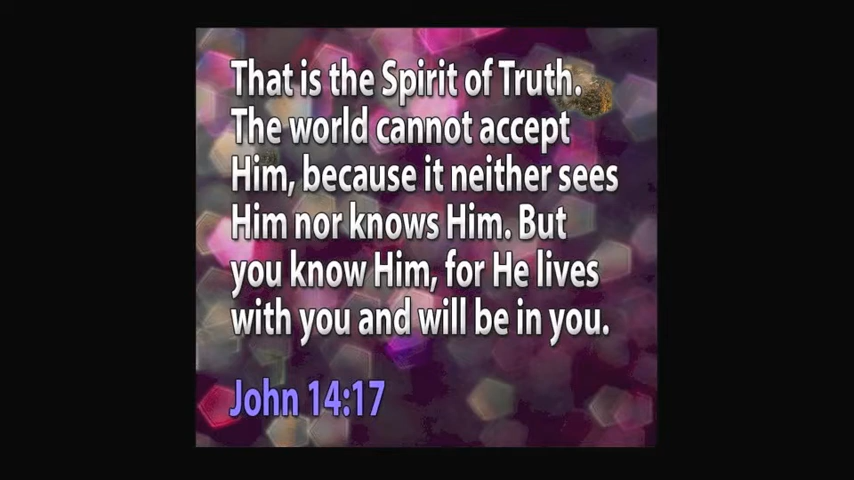 That is the Spirit of Truth.
The world cannot accept
Him, because it neither sees
Him nor knows Him. But
you know Him, for He lives
with you and will be in you.
John 14:17